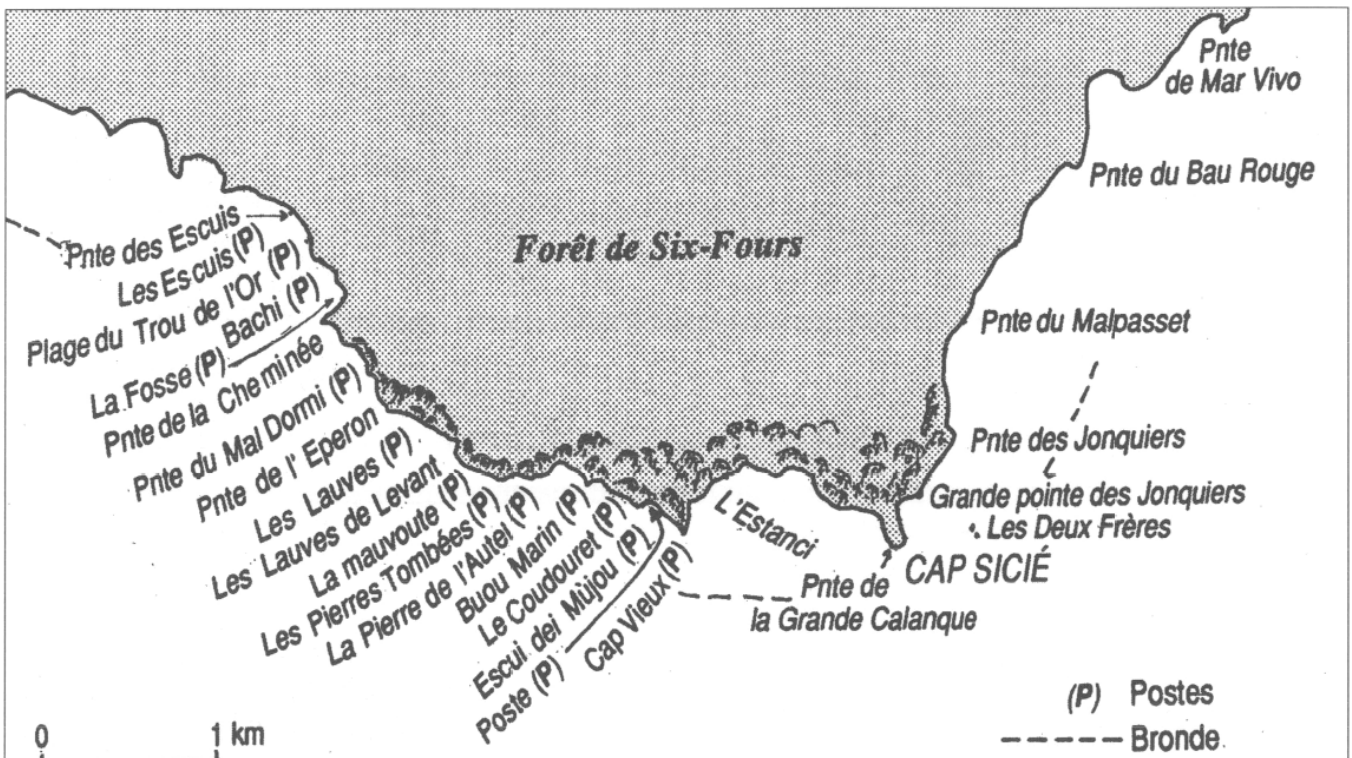 Pnte
de Mar Vivo
Pnte du Bau Rouge
Pnte des Escuis
Les Escuis (P)
Plage du Trou de l'Or (P)
Bachi (P)
La Fosse (P)
Pnte de la Cheminée
Pnte du Mal Dormi (P)
Pnte de l'Eperon
Les Lauves (P)
Les Lauves de Levant
La mauvoute (P)
Les Pierres Tombées (P)
La Pierre de l'Autel (P)
Buou Marin (P)
Le Coudouret (P)
Escui dei Mùjou (P)
Poste (P)
Cap Vieux (P)
Forêt de Six-Fours
L'Estanci
Pnte du Malpasset
Pnte des Jonquiers
Grande pointe des Jonquiers
Les Deux Frères
CAP SICIÉ
Pnte de
la Grande Calanque
(P) Postes
Bronde
0 1 km